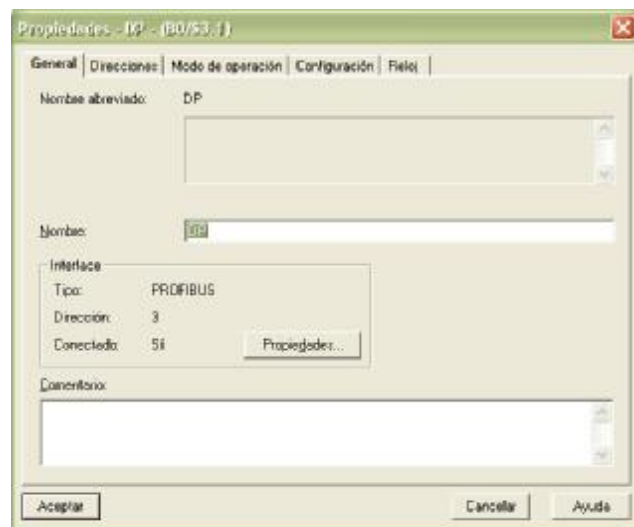 Propiedades - DP - (B0/S3.1)
General Direcciones Modo de operación Configuración Reloj
Nombre abreviado: DP
Nombre: DP
Interface
Tipo: PROFIBUS
Dirección: 3
Conectado: Sí Propiedades...
Comentario:
Aceptar Cancelar Ayuda